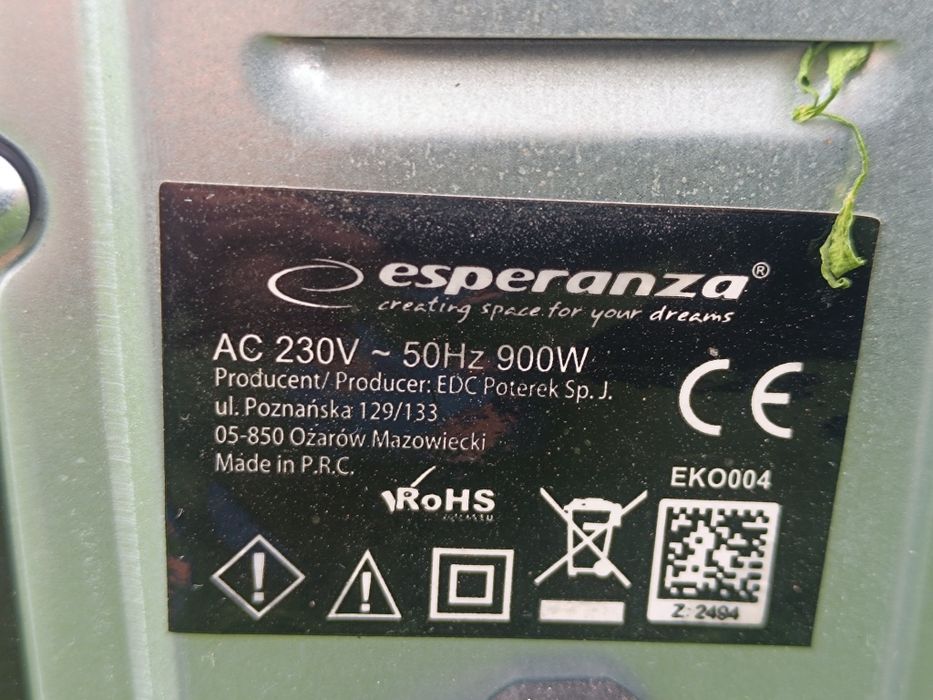 esperanza®
creating space for your dreams
AC 230V ~ 50Hz 900W
Producent/ Producer: EDC Poterek Sp. J.
ul. Poznańska 129/133
05-850 Ożarów Mazowiecki
Made in P.R.C.
CE
RoHS
EKO004
Z: 2494